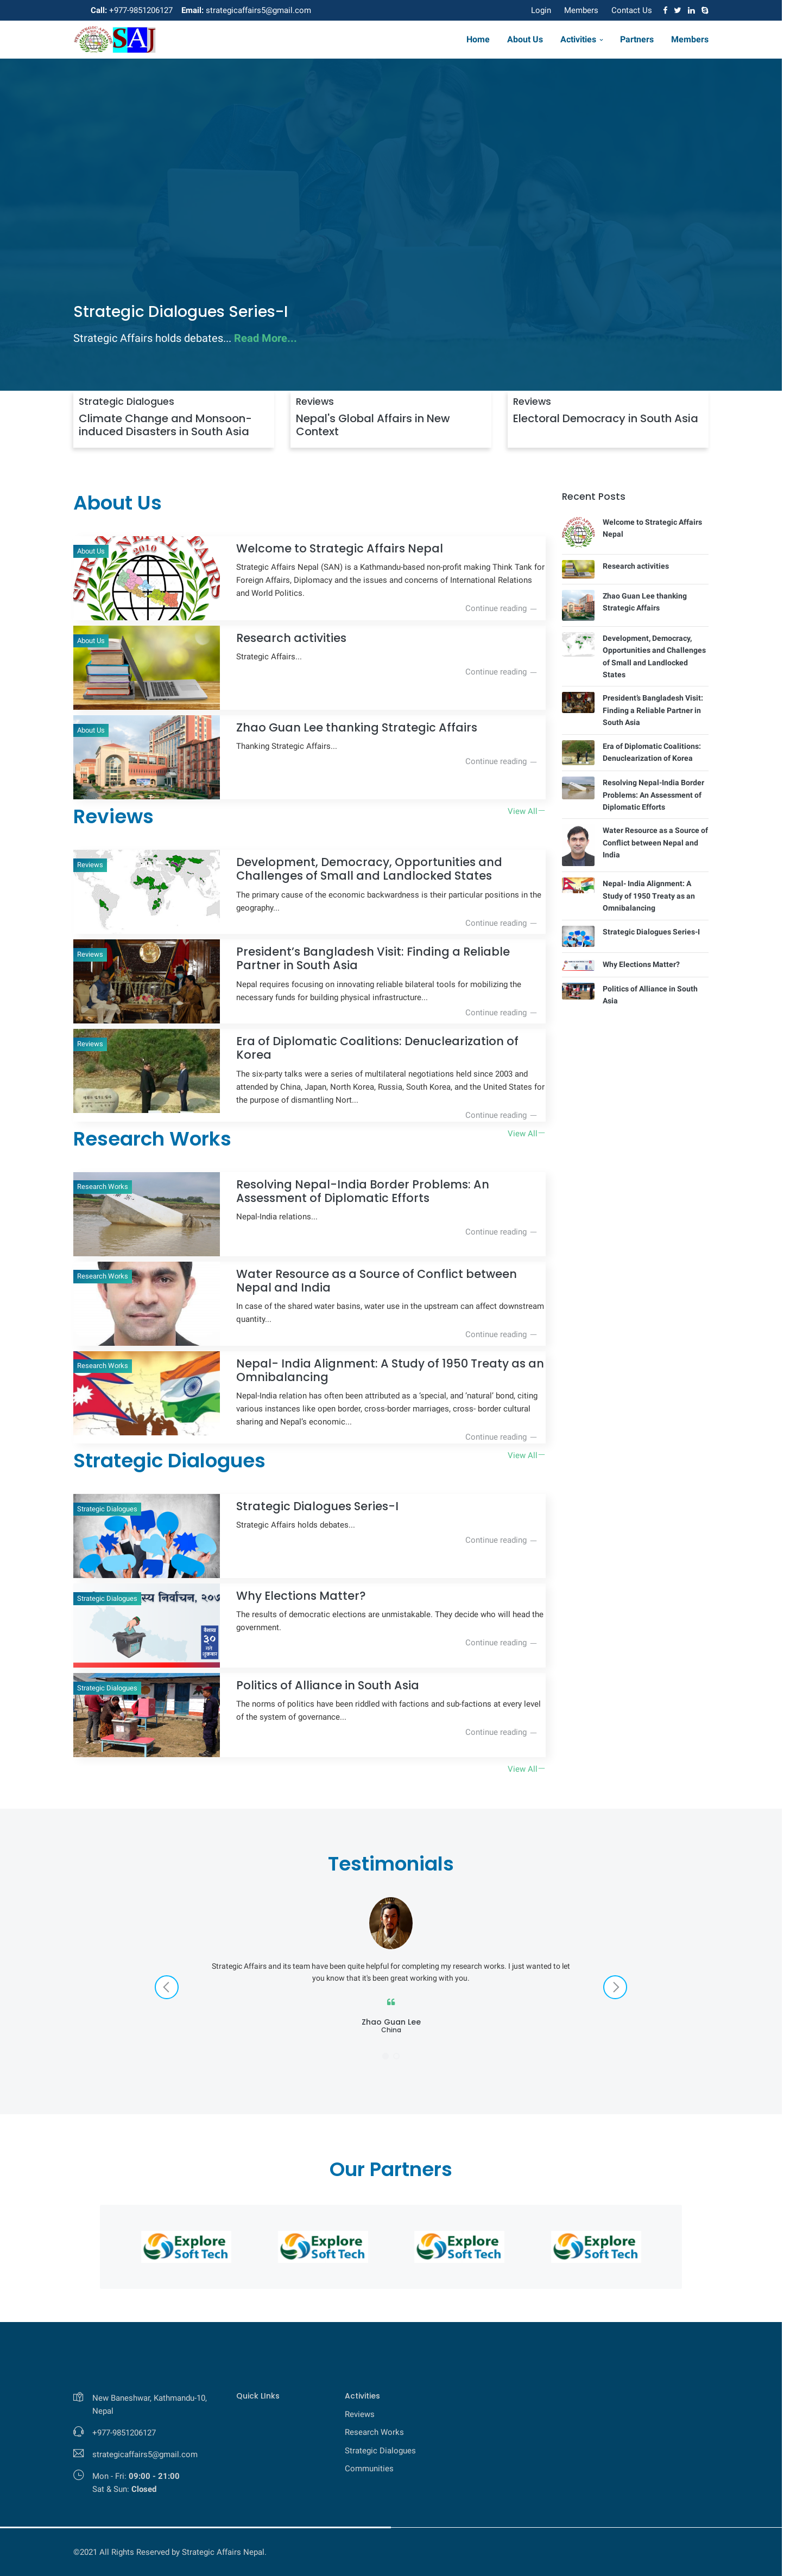 Call: +977-9851206127 Email: strategicaffairs5@gmail.com
Login Members Contact Us
SAJ
Home About Us Activities Partners Members
Strategic Dialogues Series-I
Strategic Affairs holds debates... Read More...
Strategic Dialogues
Climate Change and Monsoon-
induced Disasters in South Asia
Reviews
Nepal's Global Affairs in New
Context
Reviews
Electoral Democracy in South Asia
About Us
About Us
Welcome to Strategic Affairs Nepal
Strategic Affairs Nepal (SAN) is a Kathmandu-based non-profit making Think Tank for
Foreign Affairs, Diplomacy and the issues and concerns of International Relations
and World Politics.
Continue reading
About Us
Research activities
Strategic Affairs...
Continue reading
About Us
Zhao Guan Lee thanking Strategic Affairs
Thanking Strategic Affairs...
Continue reading
View All
Reviews
Reviews
Development, Democracy, Opportunities and
Challenges of Small and Landlocked States
The primary cause of the economic backwardness is their particular positions in the
geography...
Continue reading
Reviews
President’s Bangladesh Visit: Finding a Reliable
Partner in South Asia
Nepal requires focusing on innovating reliable bilateral tools for mobilizing the
necessary funds for building physical infrastructure...
Continue reading
Reviews
Era of Diplomatic Coalitions: Denuclearization of
Korea
The six-party talks were a series of multilateral negotiations held since 2003 and
attended by China, Japan, North Korea, Russia, South Korea, and the United States for
the purpose of dismantling Nort...
Continue reading
View All
Research Works
Research Works
Resolving Nepal-India Border Problems: An
Assessment of Diplomatic Efforts
Nepal-India relations...
Continue reading
Research Works
Water Resource as a Source of Conflict between
Nepal and India
In case of the shared water basins, water use in the upstream can affect downstream
quantity...
Continue reading
Research Works
Nepal- India Alignment: A Study of 1950 Treaty as an
Omnibalancing
Nepal-India relation has often been attributed as a ‘special, and ‘natural’ bond, citing
various instances like open border, cross-border marriages, cross- border cultural
sharing and Nepal’s economic...
Continue reading
View All
Strategic Dialogues
Strategic Dialogues
Strategic Dialogues Series-I
Strategic Affairs holds debates...
Continue reading
Strategic Dialogues
Why Elections Matter?
The results of democratic elections are unmistakable. They decide who will head the
government.
Continue reading
Strategic Dialogues
Politics of Alliance in South Asia
The norms of politics have been riddled with factions and sub-factions at every level
of the system of governance...
Continue reading
View All
Recent Posts
Welcome to Strategic Affairs
Nepal
Research activities
Zhao Guan Lee thanking
Strategic Affairs
Development, Democracy,
Opportunities and Challenges
of Small and Landlocked
States
President’s Bangladesh Visit:
Finding a Reliable Partner in
South Asia
Era of Diplomatic Coalitions:
Denuclearization of Korea
Resolving Nepal-India Border
Problems: An Assessment of
Diplomatic Efforts
Water Resource as a Source of
Conflict between Nepal and
India
Nepal- India Alignment: A
Study of 1950 Treaty as an
Omnibalancing
Strategic Dialogues Series-I
Why Elections Matter?
Politics of Alliance in South
Asia
Testimonials
Strategic Affairs and its team have been quite helpful for completing my research works. I just wanted to let
you know that it's been great working with you.
Zhao Guan Lee
China
Our Partners
Explore
Soft Tech
Explore
Soft Tech
Explore
Soft Tech
Explore
Soft Tech
New Baneshwar, Kathmandu-10,
Nepal
+977-9851206127
strategicaffairs5@gmail.com
Mon - Fri: 09:00 - 21:00
Sat & Sun: Closed
Quick LInks
Activities
Reviews
Research Works
Strategic Dialogues
Communities
©2021 All Rights Reserved by Strategic Affairs Nepal.